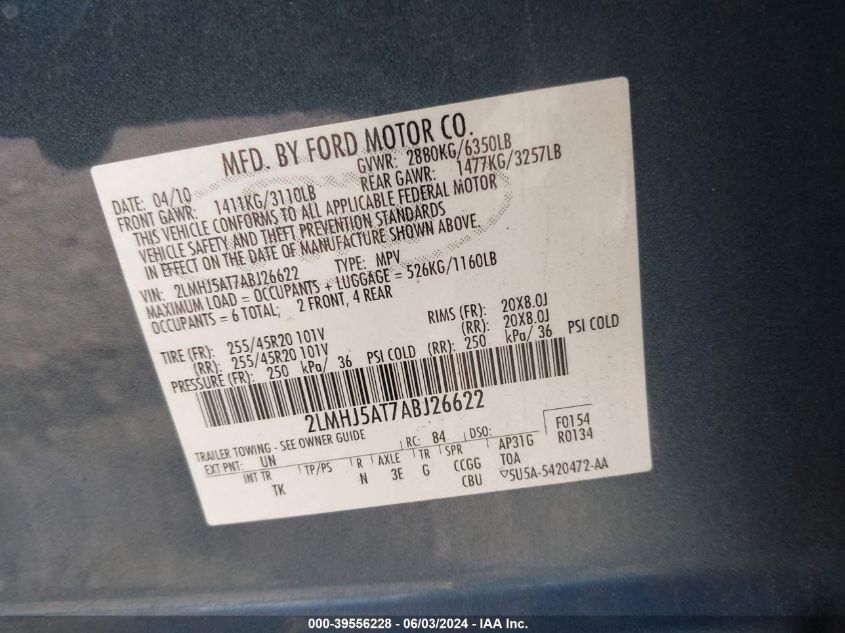 MFD. BY FORD MOTOR CO.
DATE: 04/10 GVWR: 2880KG/6350LB
FRONT GAWR: 1411KG/3110LB REAR GAWR: 1477KG/3257LB
THIS VEHICLE CONFORMS TO ALL APPLICABLE FEDERAL MOTOR
VEHICLE SAFETY AND THEFT PREVENTION STANDARDS
IN EFFECT ON THE DATE OF MANUFACTURE SHOWN ABOVE.
VIN: 2LMHJ5AT7ABJ26622 TYPE: MPV
MAXIMUM LOAD = OCCUPANTS + LUGGAGE = 526KG/1160LB
OCCUPANTS = 6 TOTAL; 2 FRONT, 4 REAR
TIRE (FR): 255/45R20 101V RIMS (FR): 20X8.0J
(RR): 255/45R20 101V (RR): 20X8.0J
PRESSURE (FR): 250 kPa/ 36 PSI COLD (RR): 250 kPa/ 36 PSI COLD
2LMHJ5AT7ABJ26622
TRAILER TOWING - SEE OWNER GUIDE
EXT PNT: UN RC: 84 DSO: F0154
INT TR TP/PS R AXLE TR SPR AP31G R0134
TK N 3E G CCGG TOA
CBU ▽5U5A-5420472-AA
000-39556228 - 06/03/2024 - IAA Inc.